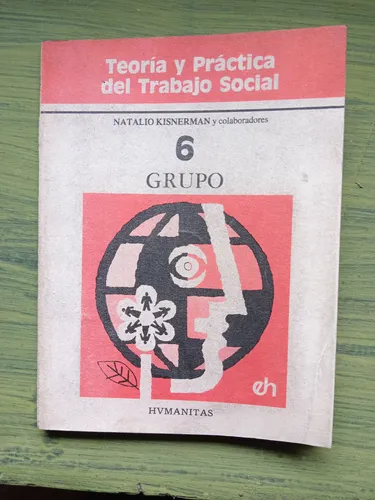 Teoría y Práctica
del Trabajo Social
NATALIO KISNERMAN y colaboradores
6
GRUPO
eh
HVMANITAS